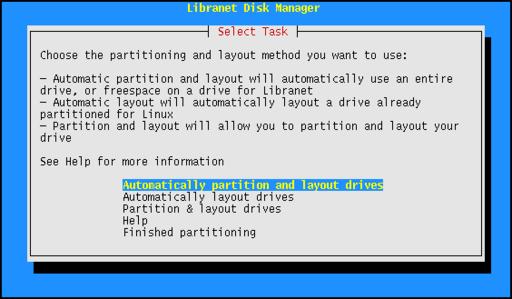 Libranet Disk Manager
Select Task
Choose the partitioning and layout method you want to use:
– Automatic partition and layout will automatically use an entire
drive, or freespace on a drive for Libranet
– Automatic layout will automatically layout a drive already
partitioned for Linux
– Partition and layout will allow you to partition and layout your
drive
See Help for more information
Automatically partition and layout drives
Automatically layout drives
Partition & layout drives
Help
Finished partitioning